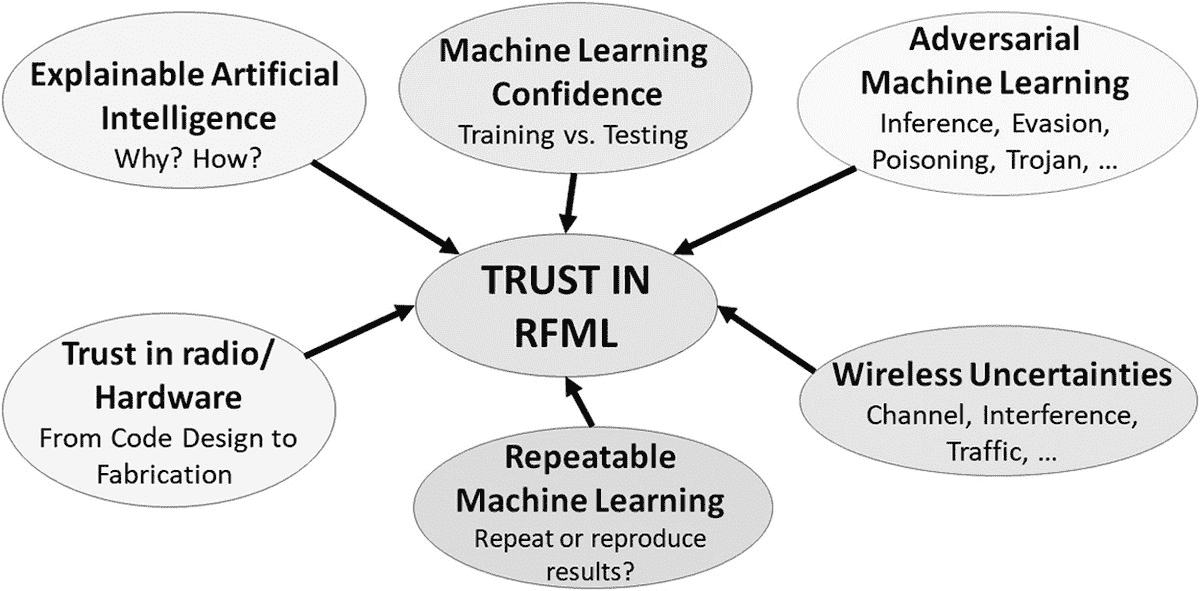 Explainable Artificial
Intelligence
Why? How?
Machine Learning
Confidence
Training vs. Testing
Adversarial
Machine Learning
Inference, Evasion,
Poisoning, Trojan, ...
TRUST IN
RFML
Trust in radio/
Hardware
From Code Design to
Fabrication
Repeatable
Machine Learning
Repeat or reproduce
results?
Wireless Uncertainties
Channel, Interference,
Traffic, ...